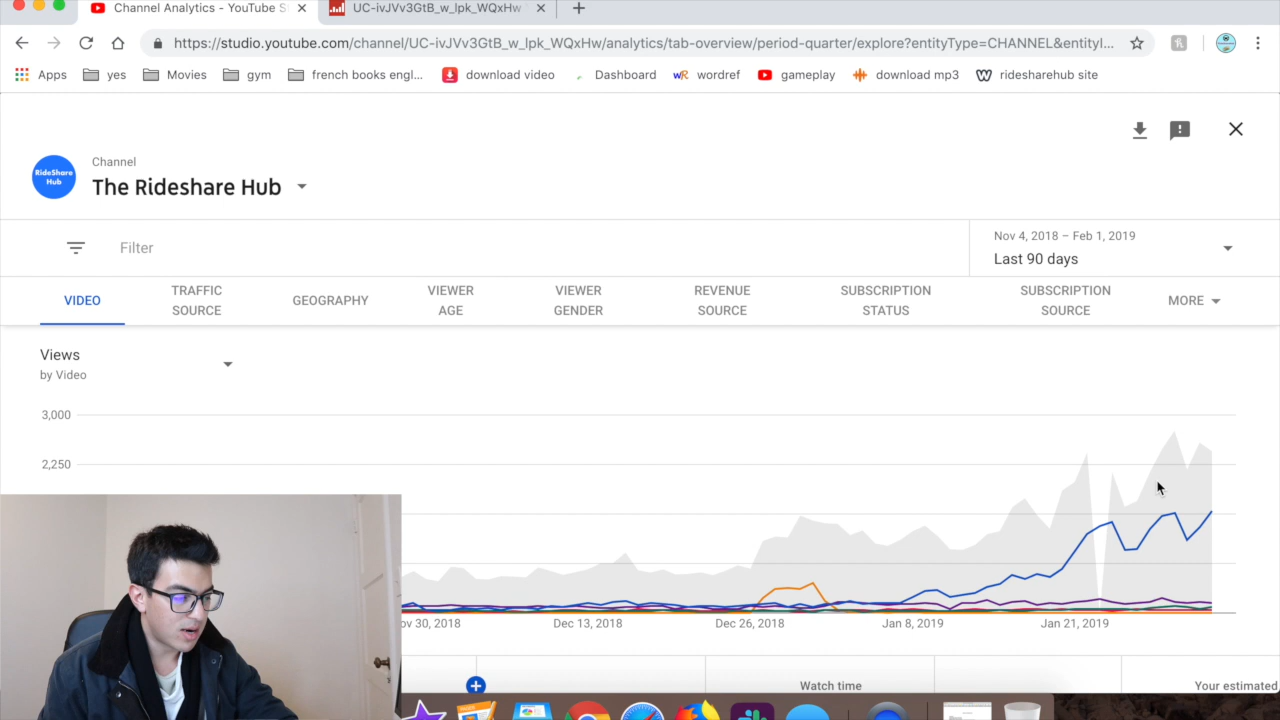 Channel Analytics - YouTube S
UC-ivJVv3GtB_w_lpk_WQxHw
https://studio.youtube.com/channel/UC-ivJVv3GtB_w_lpk_WQxHw/analytics/tab-overview/period-quarter/explore?entityType=CHANNEL&entityI...
Apps yes Movies gym french books engl... download video Dashboard wR wordref gameplay download mp3 W ridesharehub site
Channel
RideShare Hub
The Rideshare Hub
Filter
Nov 4, 2018 – Feb 1, 2019
Last 90 days
VIDEO
TRAFFIC SOURCE
GEOGRAPHY
VIEWER AGE
VIEWER GENDER
REVENUE SOURCE
SUBSCRIPTION STATUS
SUBSCRIPTION SOURCE
MORE
Views
by Video
3,000
2,250
ov 30, 2018 Dec 13, 2018 Dec 26, 2018 Jan 8, 2019 Jan 21, 2019
Watch time
Your estimated